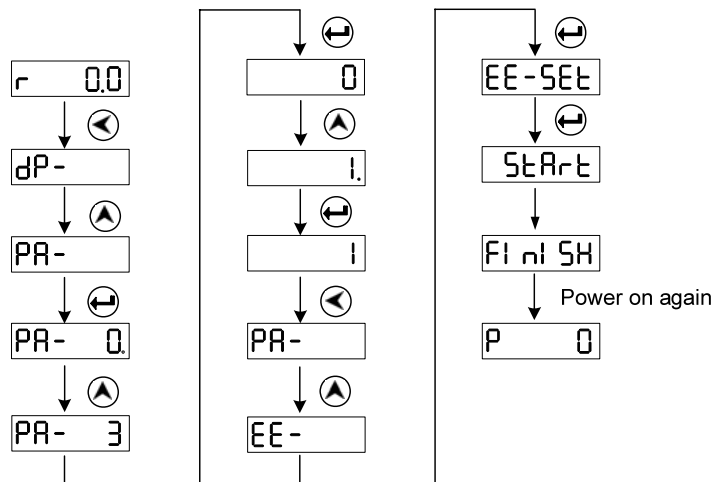 r 0.0
dP-
PA-
PA- 0.
PA- 3
0
1.
1
PA-
EE-
EE-SEt
StArt
FInISH
Power on again
P 0